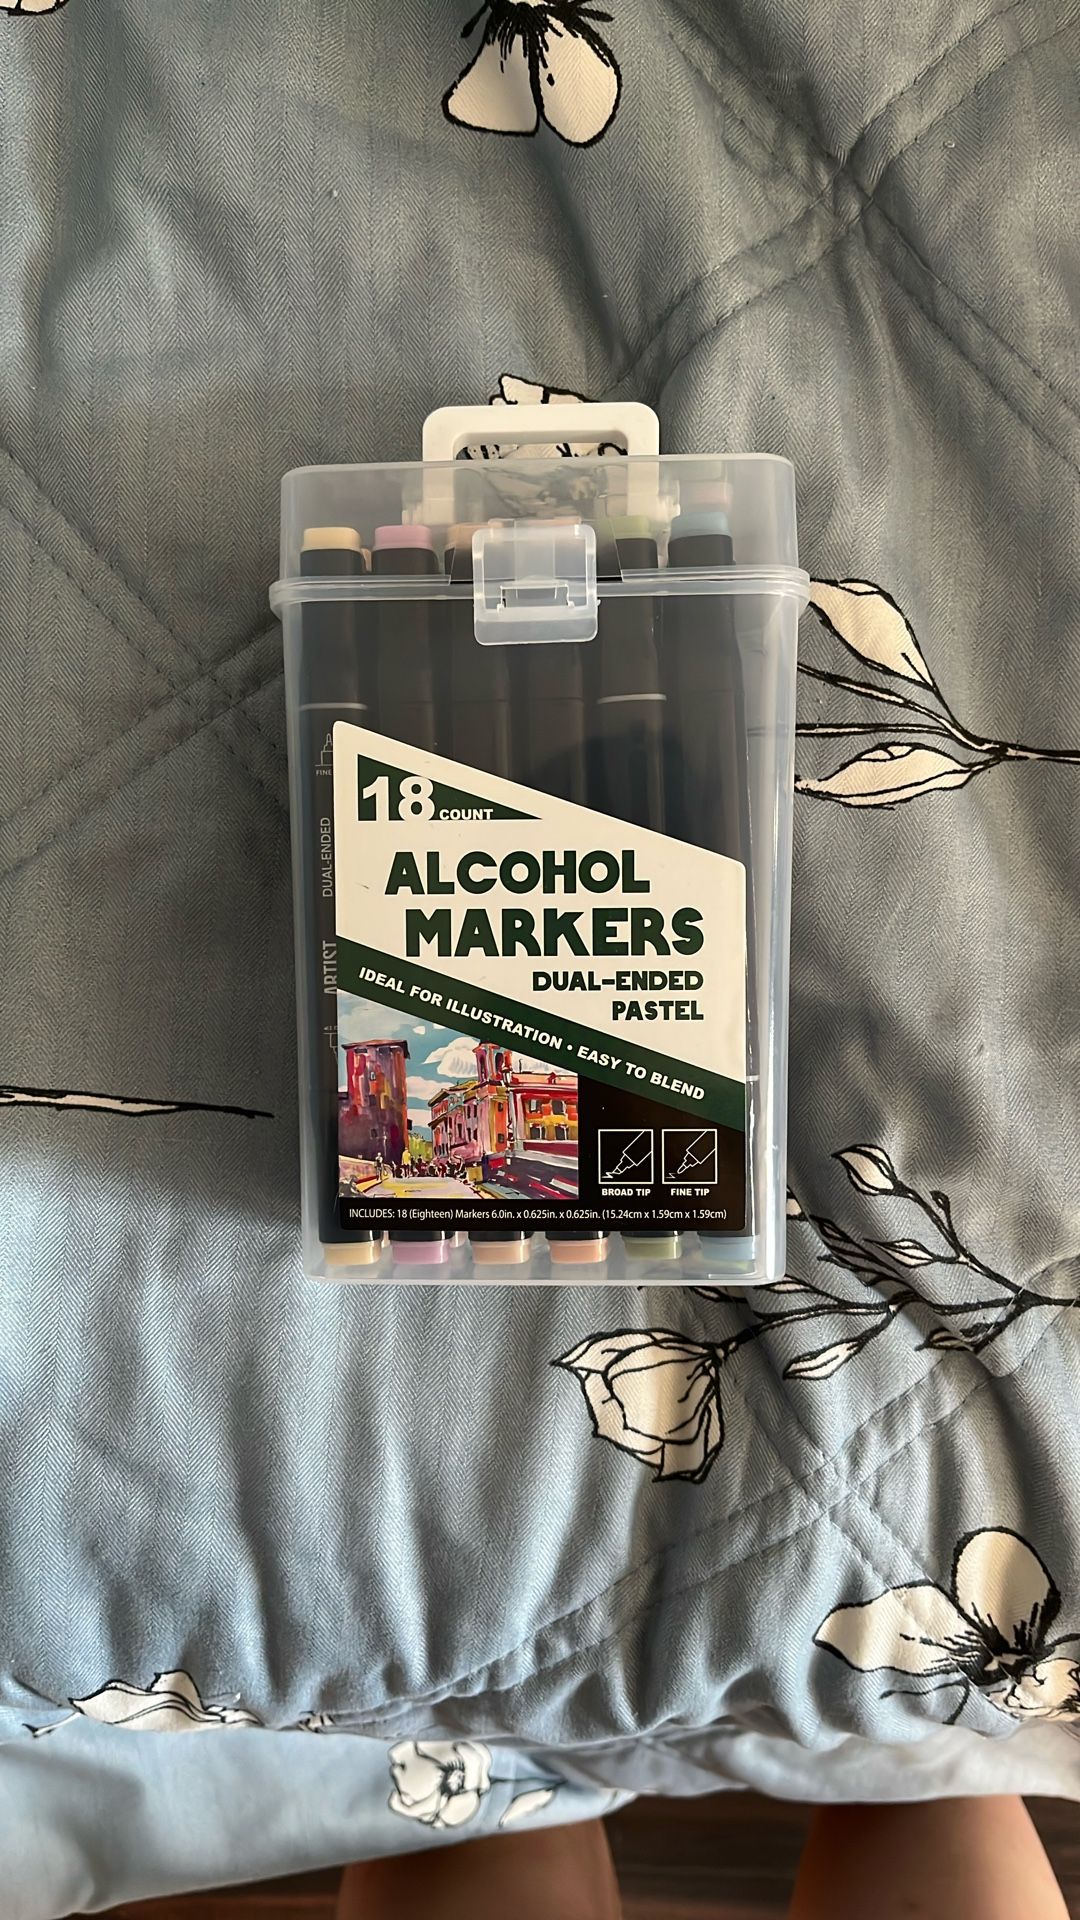 18 COUNT
ALCOHOL
MARKERS
DUAL-ENDED
PASTEL
IDEAL FOR ILLUSTRATION • EASY TO BLEND
BROAD TIP FINE TIP
INCLUDES: 18 (Eighteen) Markers 6.0in. x 0.625in. x 0.625in. (15.24cm x 1.59cm x 1.59cm)
FINE
DUAL-ENDED
ARTIST